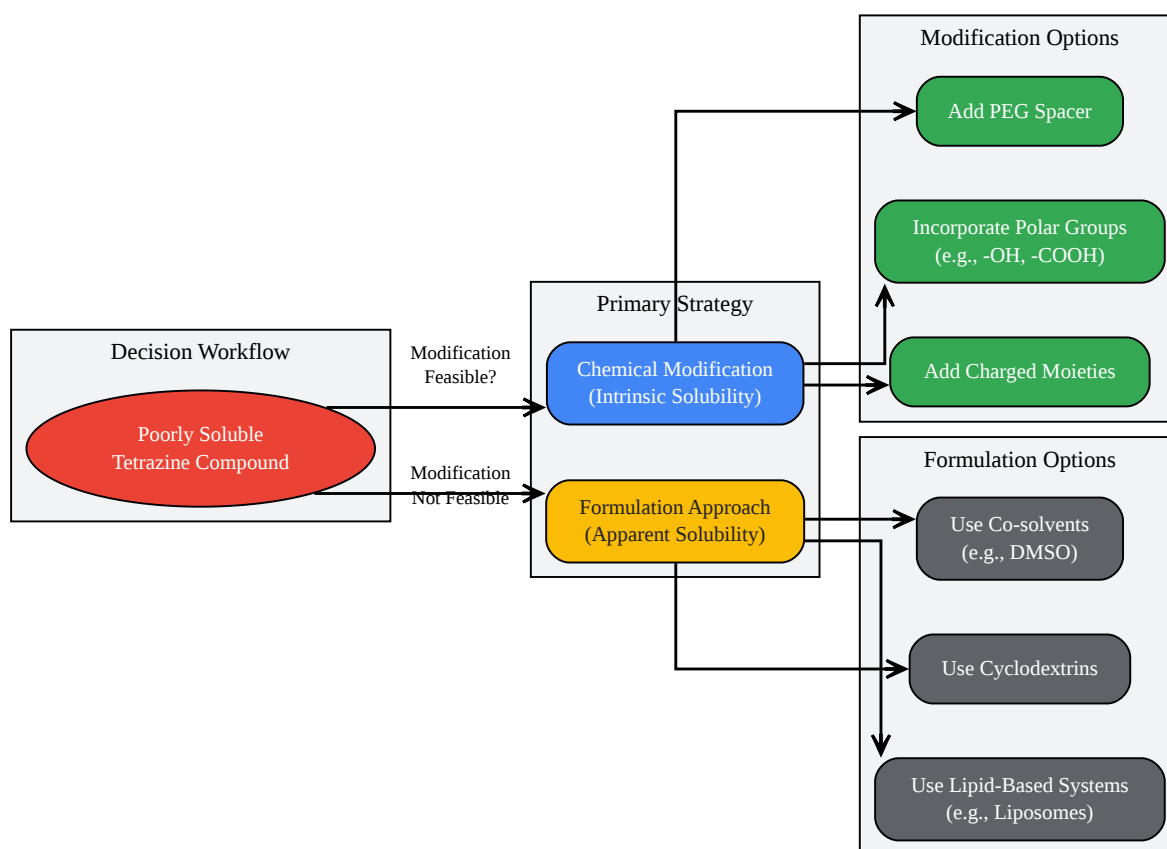 Decision Workflow
Poorly Soluble
Tetrazine Compound
Modification
Feasible?
Modification
Not Feasible
Primary Strategy
Chemical Modification
(Intrinsic Solubility)
Formulation Approach
(Apparent Solubility)
Modification Options
Add PEG Spacer
Incorporate Polar Groups
(e.g., -OH, -COOH)
Add Charged Moieties
Formulation Options
Use Co-solvents
(e.g., DMSO)
Use Cyclodextrins
Use Lipid-Based Systems
(e.g., Liposomes)